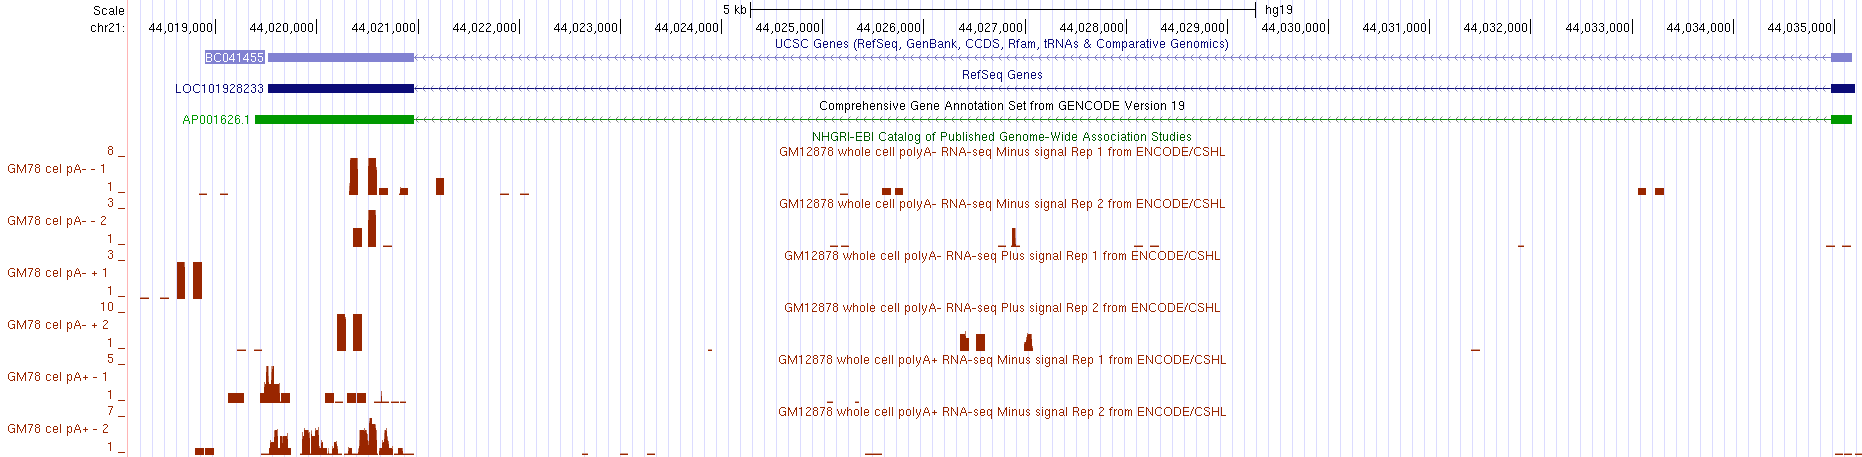 Scale 5 kb hg19
chr21: 44,019,000 44,020,000 44,021,000 44,022,000 44,023,000 44,024,000 44,025,000 44,026,000 44,027,000 44,028,000 44,029,000 44,030,000 44,031,000 44,032,000 44,033,000 44,034,000 44,035,000
UCSC Genes (RefSeq, GenBank, CCDS, Rfam, tRNAs & Comparative Genomics)
BC041455
RefSeq Genes
LOC101928233
Comprehensive Gene Annotation Set from GENCODE Version 19
AP001626.1
NHGRI-EBI Catalog of Published Genome-Wide Association Studies
GM12878 whole cell polyA- RNA-seq Minus signal Rep 1 from ENCODE/CSHL
8 _
GM78 cel pA- - 1
1 _
GM12878 whole cell polyA- RNA-seq Minus signal Rep 2 from ENCODE/CSHL
3 _
GM78 cel pA- - 2
1 _
GM12878 whole cell polyA- RNA-seq Plus signal Rep 1 from ENCODE/CSHL
3 _
GM78 cel pA- + 1
1 _
GM12878 whole cell polyA- RNA-seq Plus signal Rep 2 from ENCODE/CSHL
10 _
GM78 cel pA- + 2
1 _
GM12878 whole cell polyA+ RNA-seq Minus signal Rep 1 from ENCODE/CSHL
5 _
GM78 cel pA+ - 1
1 _
GM12878 whole cell polyA+ RNA-seq Minus signal Rep 2 from ENCODE/CSHL
7 _
GM78 cel pA+ - 2
1 _